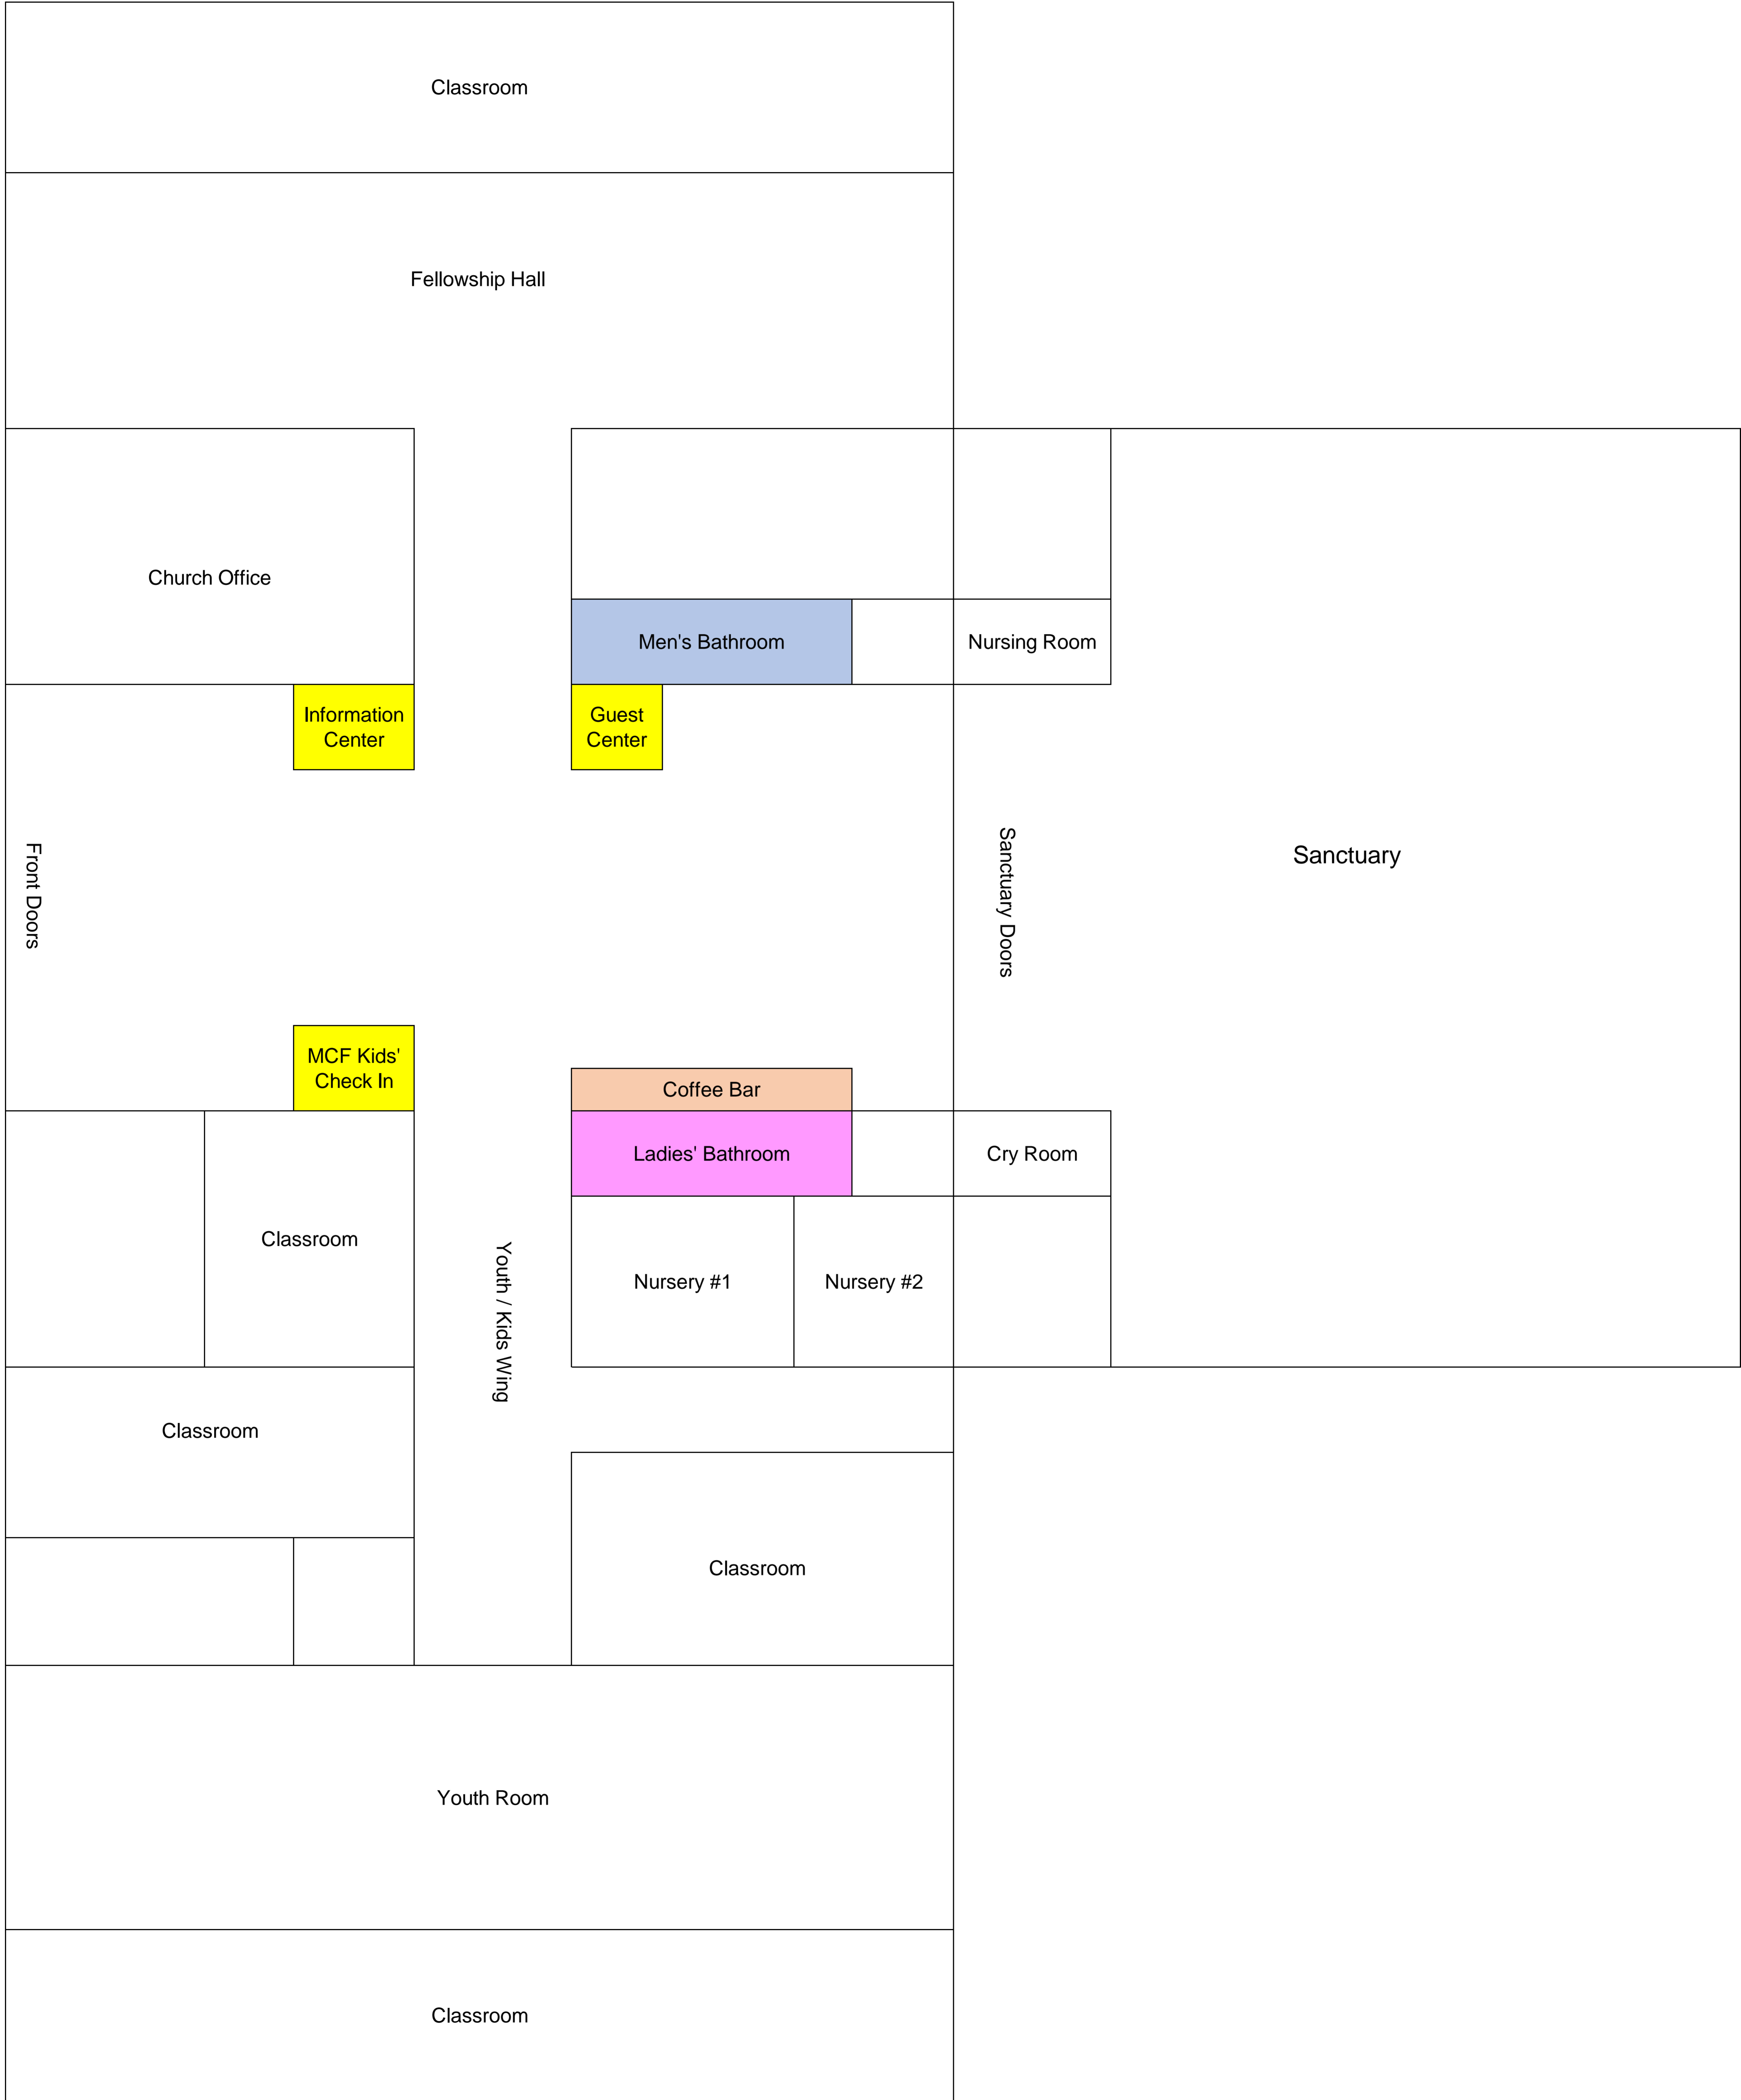 Classroom
Fellowship Hall
Church Office
Men's Bathroom
Nursing Room
Information
Center
Guest
Center
Front Doors
Sanctuary Doors
Sanctuary
MCF Kids'
Check In
Coffee Bar
Ladies' Bathroom
Cry Room
Classroom
Youth / Kids Wing
Nursery #1
Nursery #2
Classroom
Classroom
Youth Room
Classroom